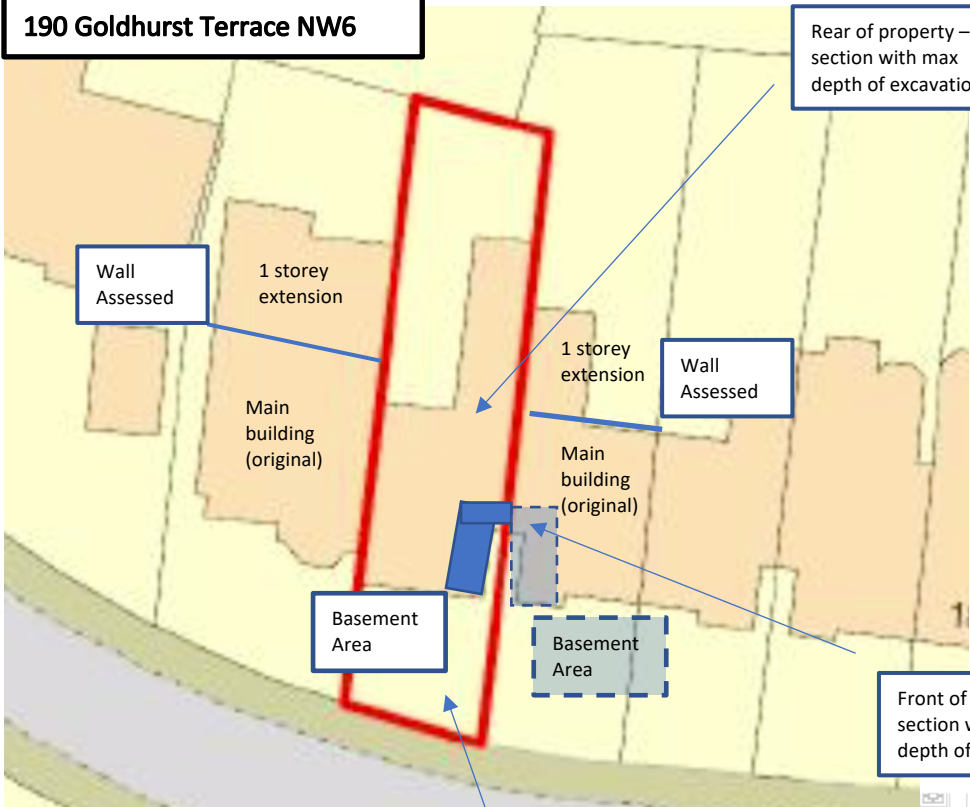 190 Goldhurst Terrace NW6
Rear of property –
section with max
depth of excavatio
Wall
Assessed
1 storey
extension
1 storey
extension
Wall
Assessed
Main
building
(original)
Main
building
(original)
Basement
Area
Basement
Area
Front of
section w
depth of